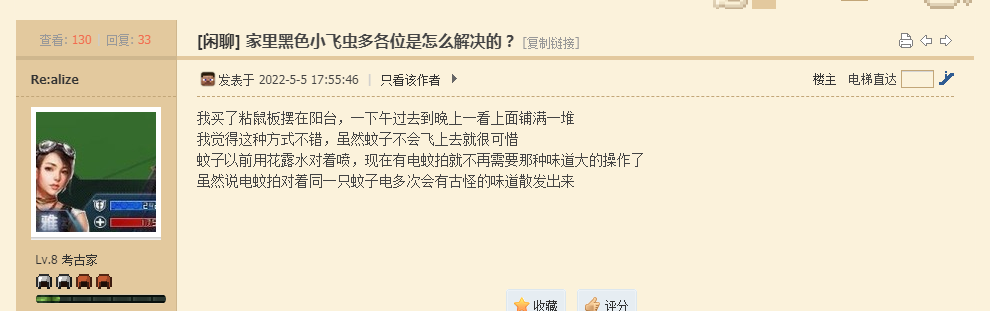 查看: 130 回复: 33
[闲聊] 家里黑色小飞虫多各位是怎么解决的？ [复制链接]
Re:alize
发表于 2022-5-5 17:55:46 | 只看该作者
楼主 电梯直达
我买了粘鼠板摆在阳台，一下午过去到晚上一看上面铺满一堆
我觉得这种方式不错，虽然蚊子不会飞上去就很可惜
蚊子以前用花露水对着喷，现在有电蚊拍就不再需要那种味道大的操作了
虽然说电蚊拍对着同一只蚊子电多次会有古怪的味道散发出来
雅
Lv.8 考古家
收藏
评分